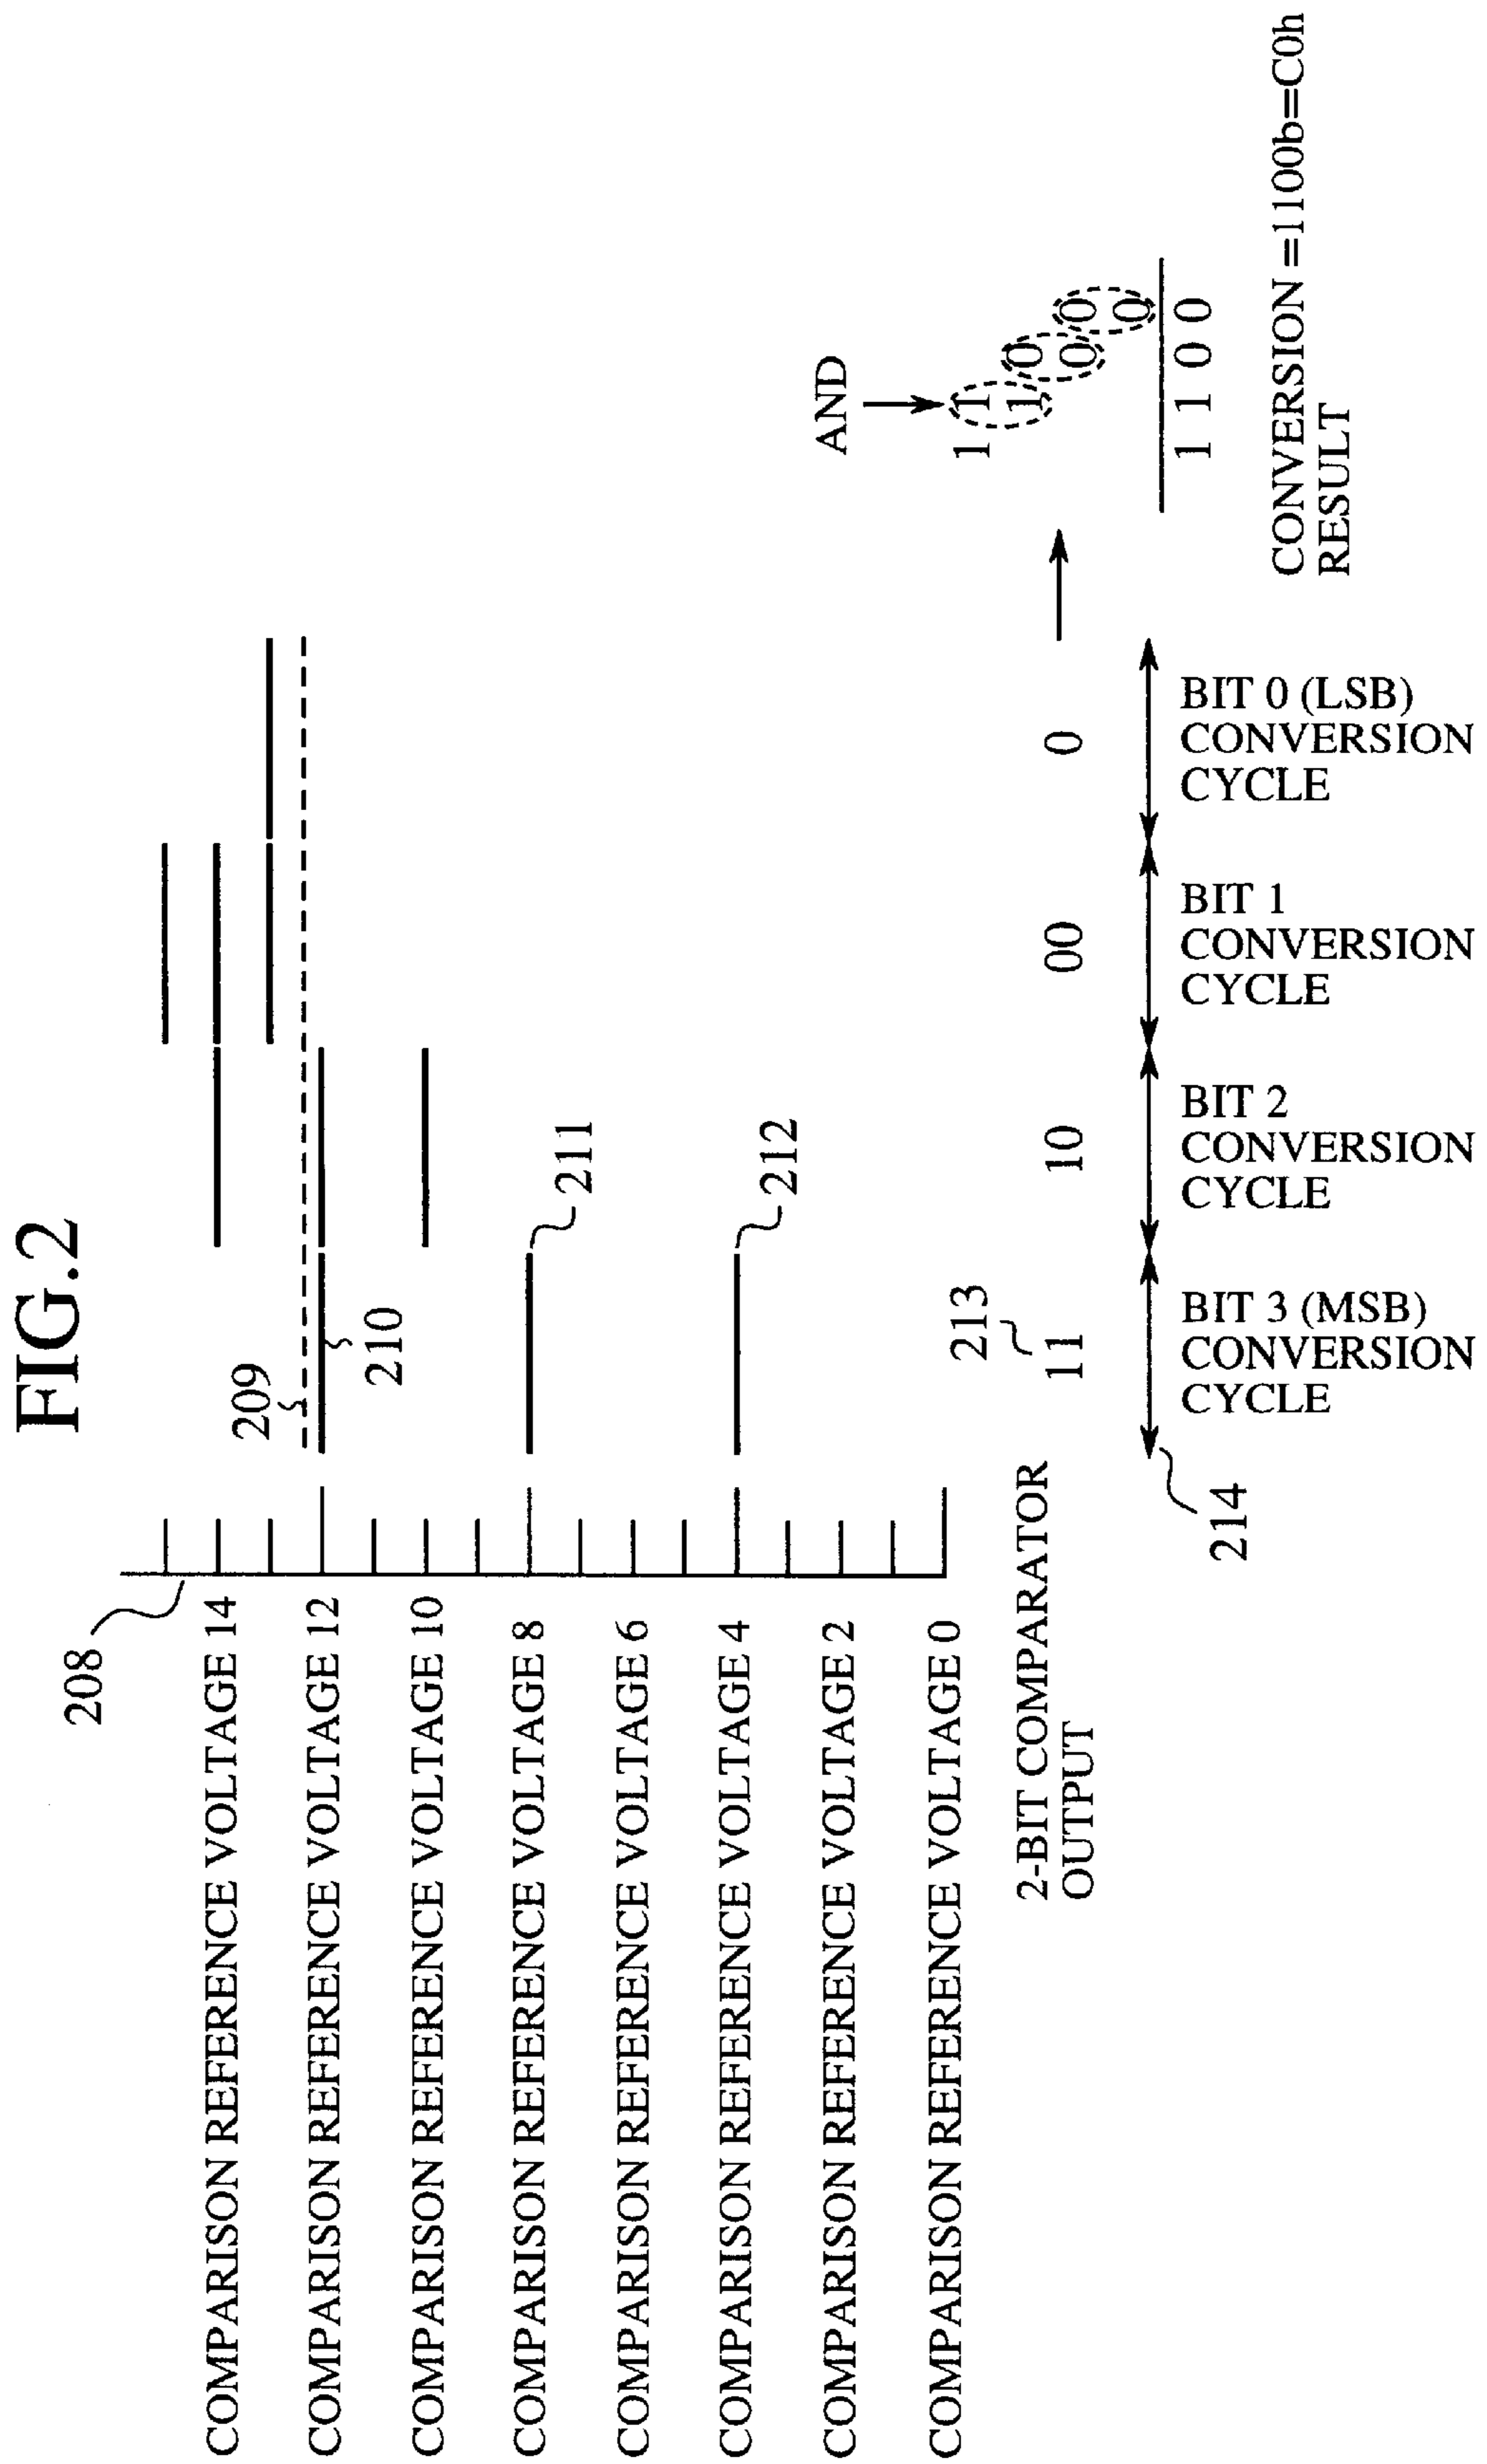 FIG.2
208
COMPARISON REFERENCE VOLTAGE 14
COMPARISON REFERENCE VOLTAGE 12
COMPARISON REFERENCE VOLTAGE 10
COMPARISON REFERENCE VOLTAGE 8
COMPARISON REFERENCE VOLTAGE 6
COMPARISON REFERENCE VOLTAGE 4
COMPARISON REFERENCE VOLTAGE 2
COMPARISON REFERENCE VOLTAGE 0
209
210
211
212
2-BIT COMPARATOR
OUTPUT
213
11
10
00
0
214
BIT 3 (MSB)
CONVERSION
CYCLE
BIT 2
CONVERSION
CYCLE
BIT 1
CONVERSION
CYCLE
BIT 0 (LSB)
CONVERSION
CYCLE
AND
1 1
1 0
0 0
0
1 1 0 0
CONVERSION =1100b=C0h
RESULT